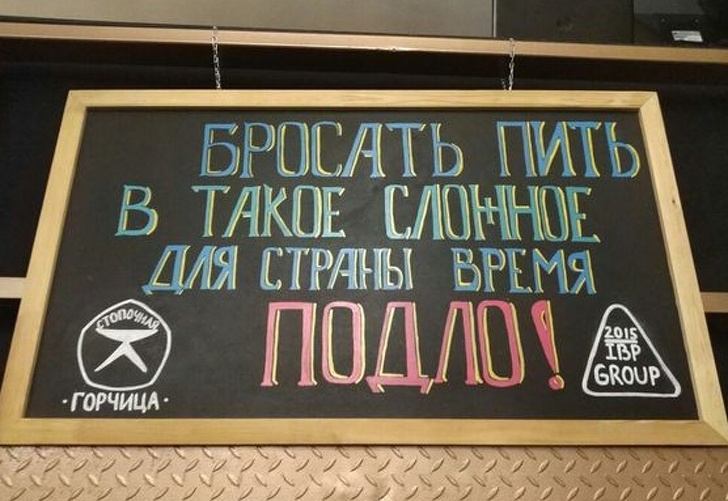 БРОСАТЬ ПИТЬ
В ТАКОЕ СЛОЖНОЕ
ДЛЯ СТРАНЫ ВРЕМЯ
ПОДЛО!
СТОПОЧНАЯ
·ГОРЧИЦА·
2015
IBP
GROUP